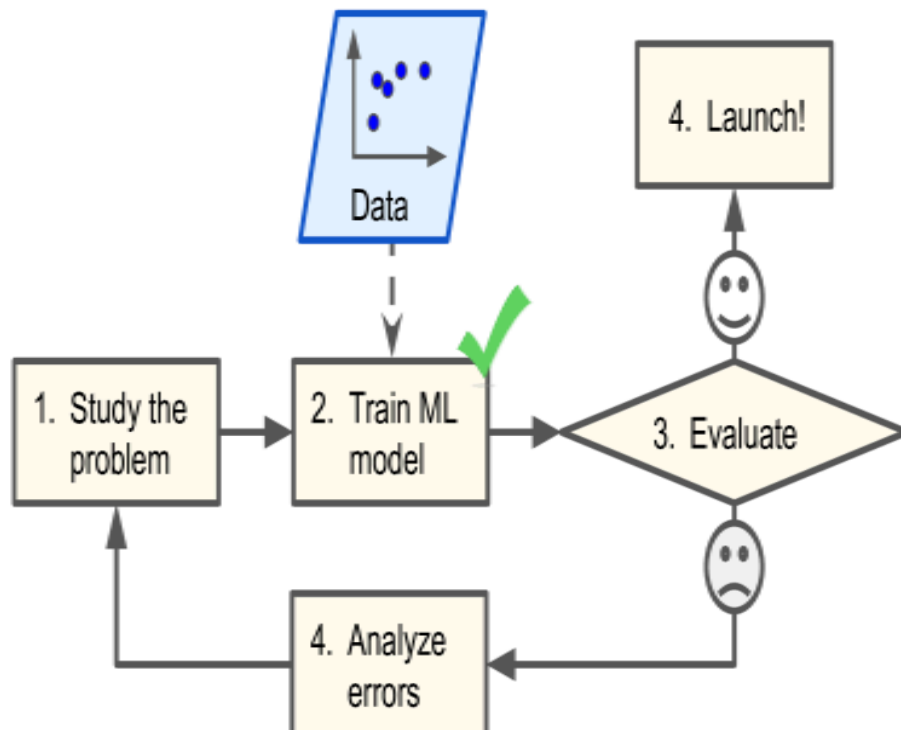 Data
4. Launch!
1. Study the
problem
2. Train ML
model
3. Evaluate
4. Analyze
errors